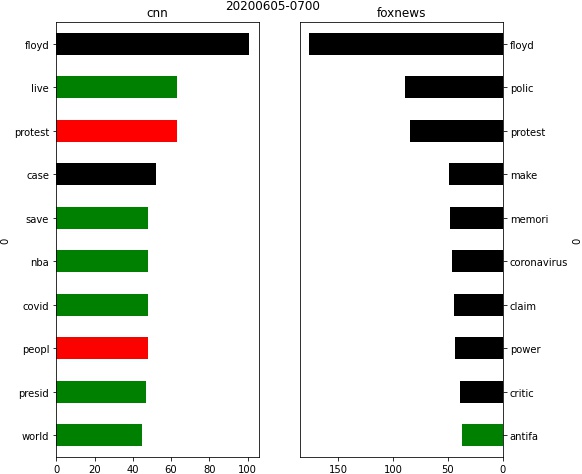 20200605-0700
cnn
foxnews
floyd
live
protest
case
save
nba
covid
peopl
presid
world
0
0 20 40 60 80 100
floyd
polic
protest
make
memori
coronavirus
claim
power
critic
antifa
0
150 100 50 0